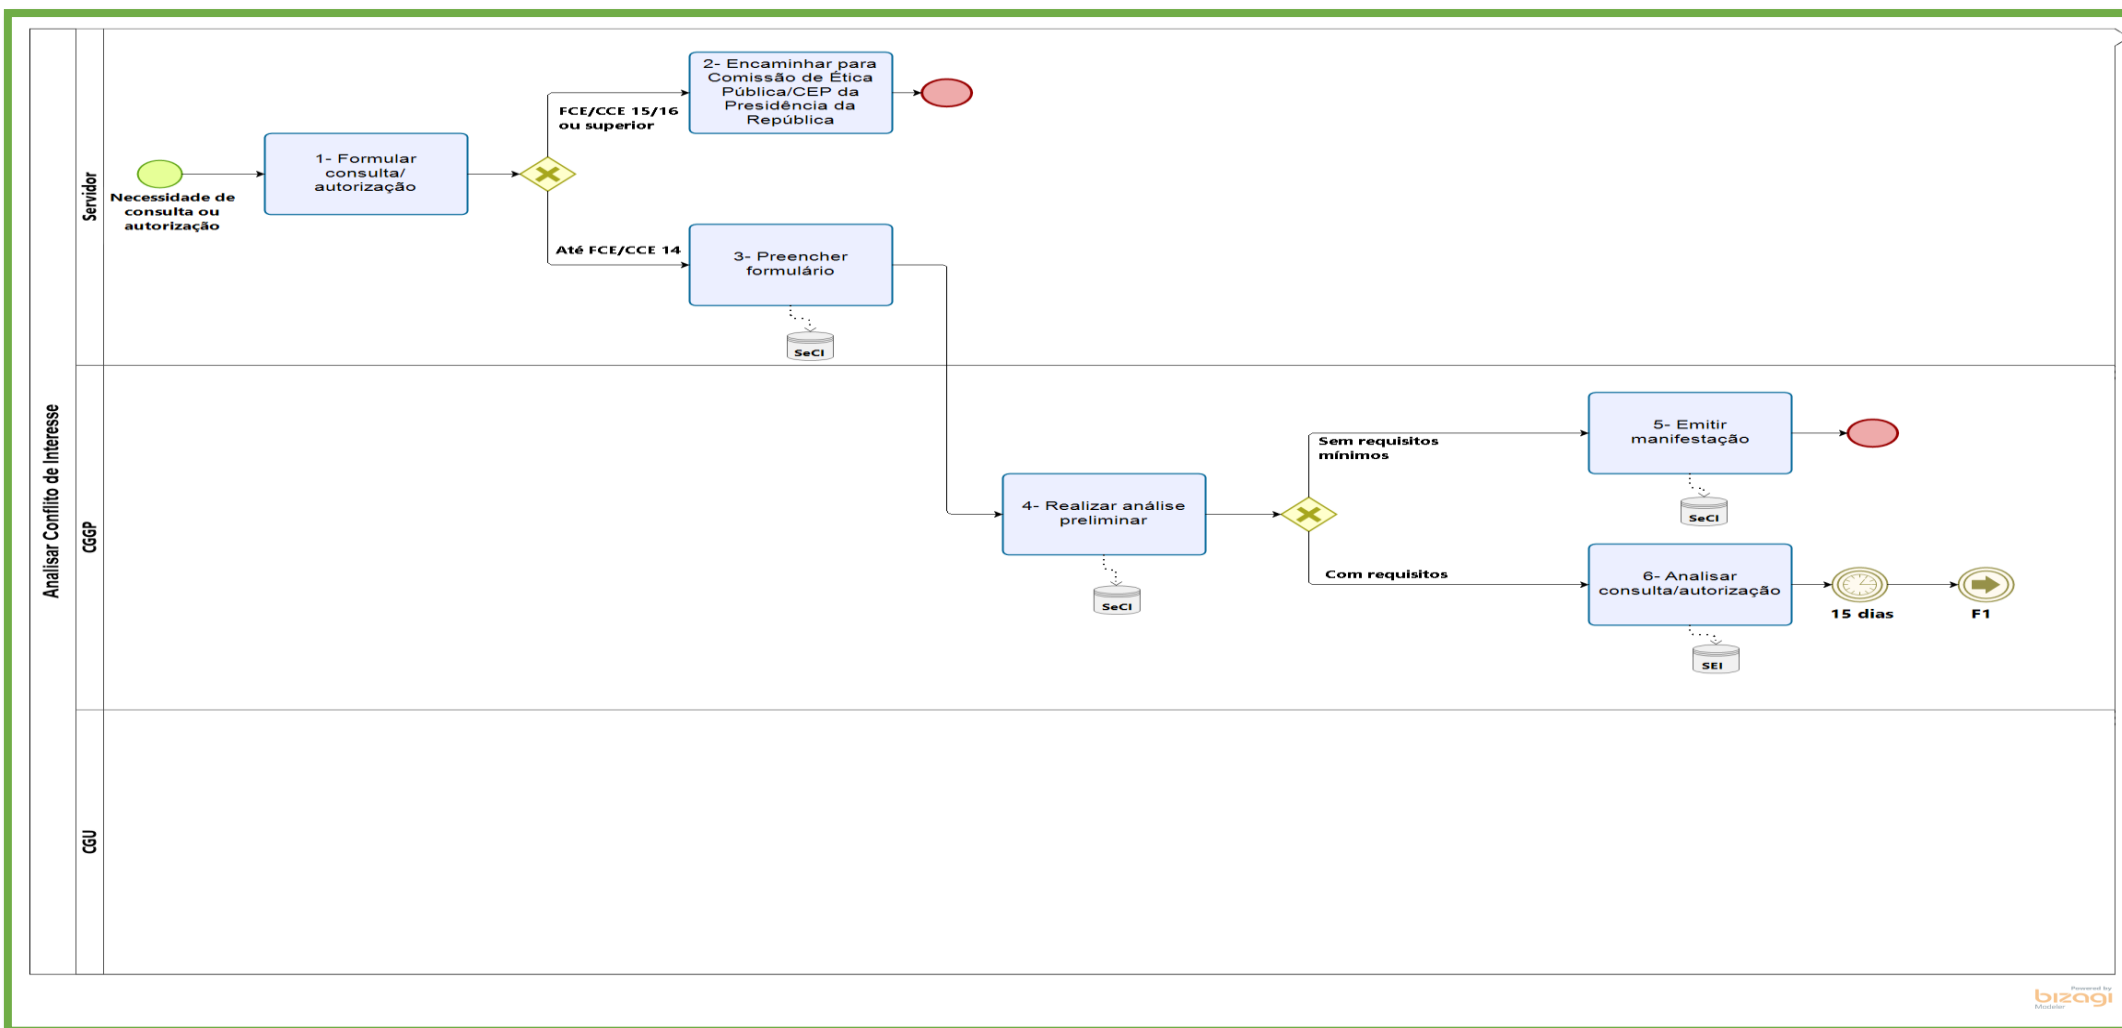 Analisar Conflito de Interesse
Servidor
Necessidade de
consulta ou
autorização
1- Formular
consulta/
autorização
FCE/CCE 15/16
ou superior
2- Encaminhar para
Comissão de Ética
Pública/CEP da
Presidência da
República
Até FCE/CCE 14
3- Preencher
formulário
SeCI
CGGP
4- Realizar análise
preliminar
SeCI
Sem requisitos
mínimos
5- Emitir
manifestação
SeCI
Com requisitos
6- Analisar
consulta/autorização
SEI
15 dias
F1
CGU
Powered by
bizagi
Modeler